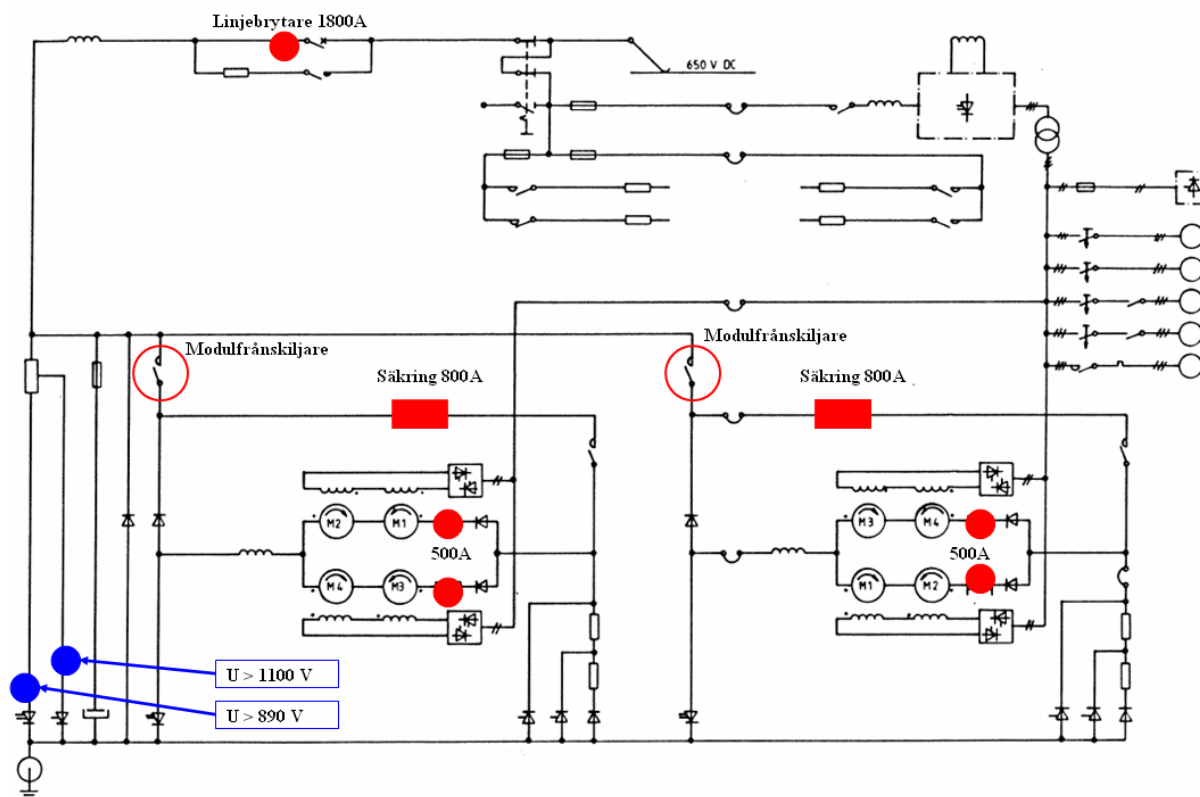 Linjebrytare 1800A
650 V DC
Modulfrånskiljare
Modulfrånskiljare
Säkring 800A
Säkring 800A
M2 M1
M3 M4
500A
500A
M4 M3
M1 M2
U > 1100 V
U > 890 V